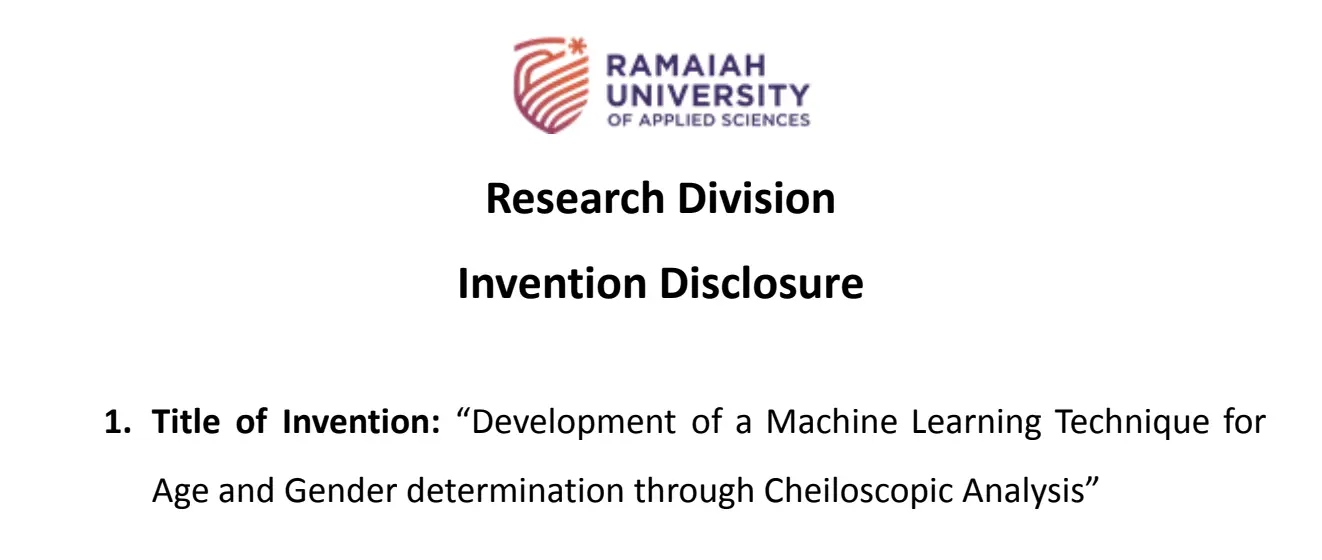 RAMAIAH
UNIVERSITY
OF APPLIED SCIENCES
Research Division
Invention Disclosure
1. Title of Invention: “Development of a Machine Learning Technique for
Age and Gender determination through Cheiloscopic Analysis”